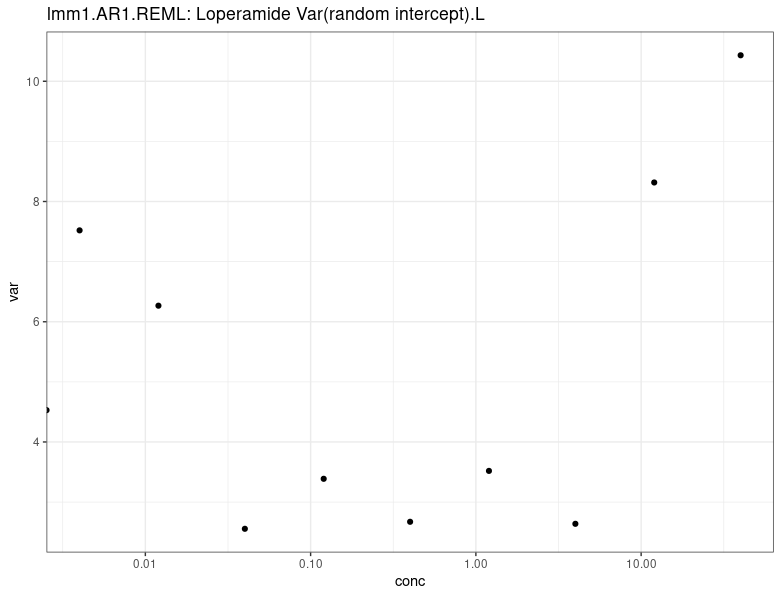 lmm1.AR1.REML: Loperamide Var(random intercept).L
var
10
8
6
4
0.01
0.10
1.00
10.00
conc